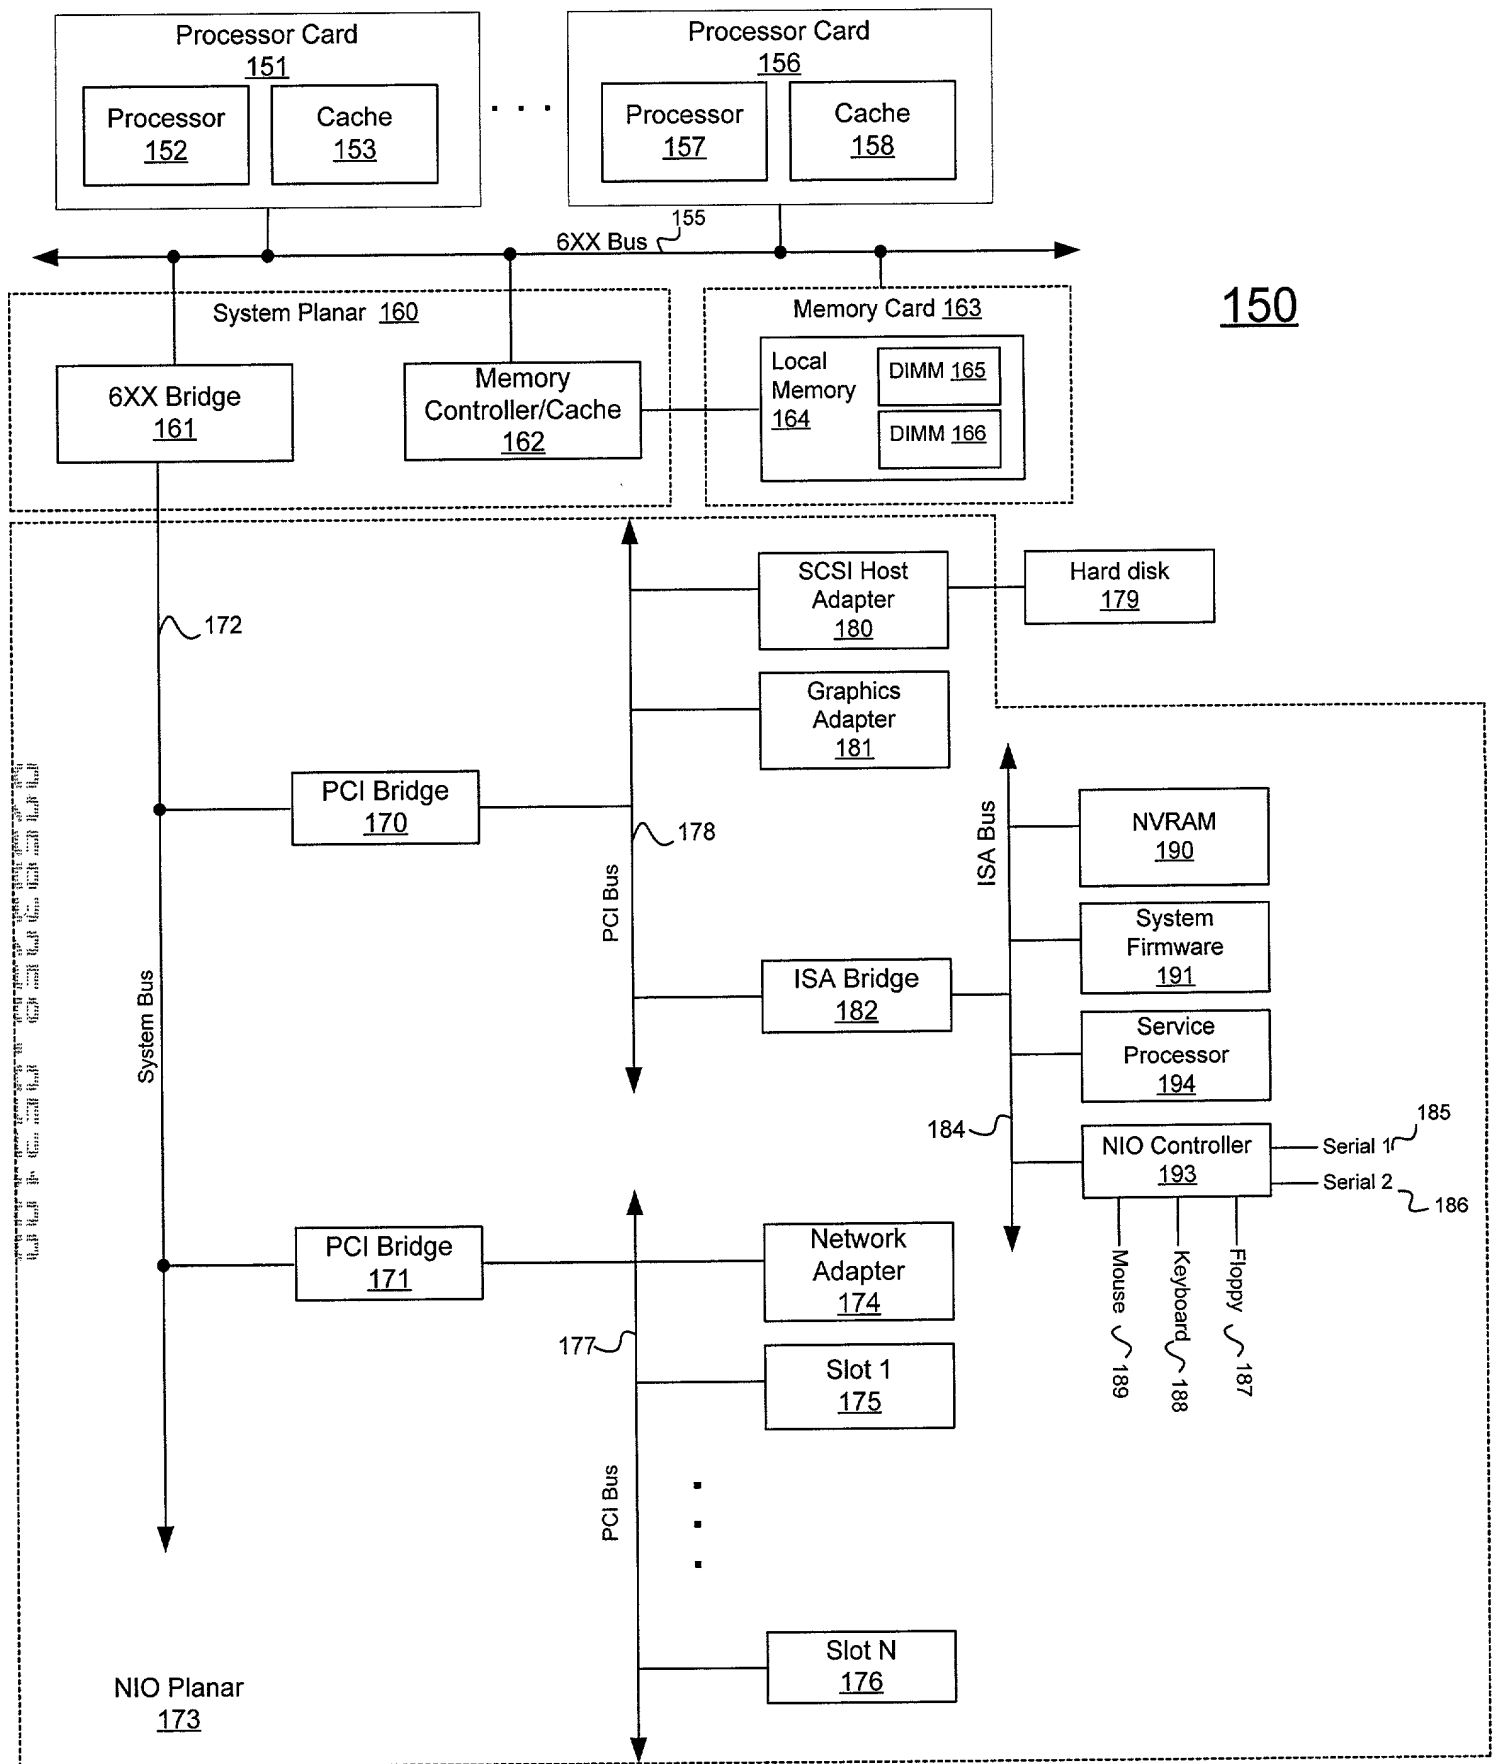 Processor Card
151
Processor
152
Cache
153
. . .
Processor Card
156
Processor
157
Cache
158
6XX Bus
155
150
System Planar 160
6XX Bridge
161
Memory
Controller/Cache
162
Memory Card 163
Local
Memory
164
DIMM 165
DIMM 166
172
SCSI Host
Adapter
180
Hard disk
179
Graphics
Adapter
181
PCI Bridge
170
178
PCI Bus
ISA Bus
NVRAM
190
System
Firmware
191
ISA Bridge
182
System Bus
Service
Processor
194
184
NIO Controller
193
Serial 1
185
Serial 2
186
Mouse
189
Keyboard
188
Floppy
187
PCI Bridge
171
Network
Adapter
174
177
Slot 1
175
PCI Bus
Slot N
176
NIO Planar
173